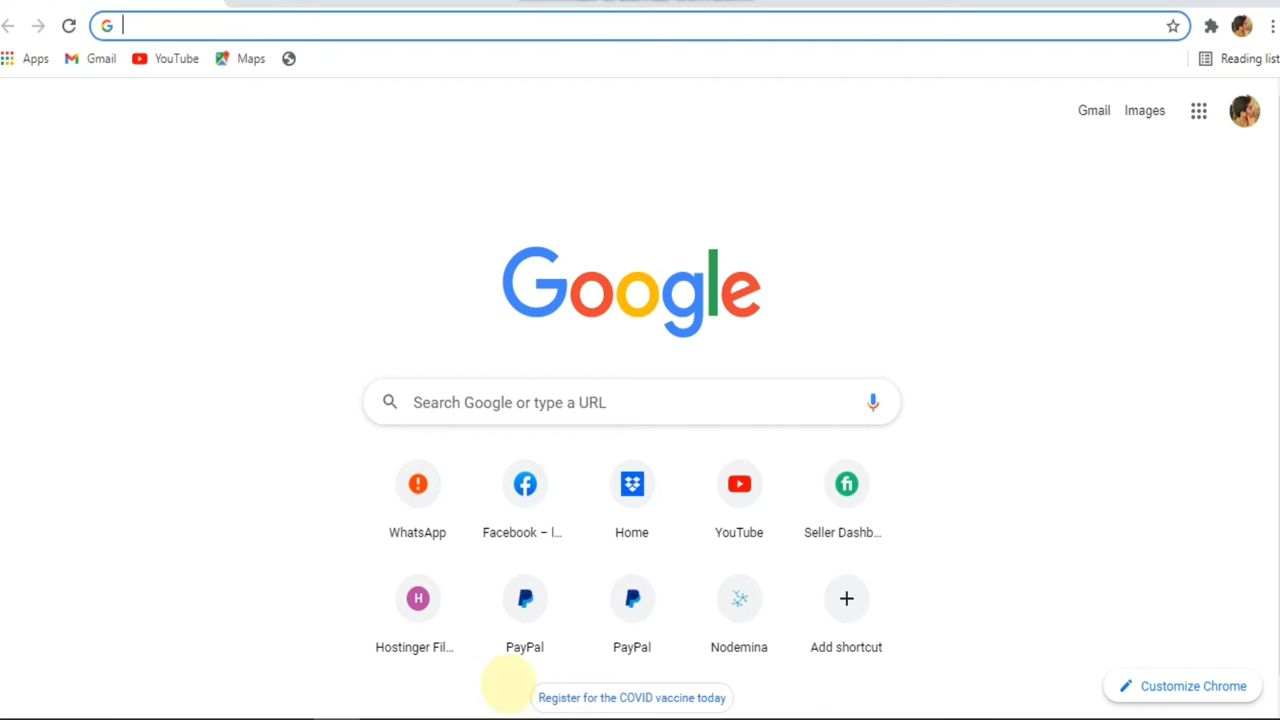 Apps Gmail YouTube Maps Reading list
Gmail Images
Google
Search Google or type a URL
WhatsApp Facebook – l... Home YouTube Seller Dashb...
H
Hostinger Fil... PayPal PayPal Nodemina Add shortcut
Register for the COVID vaccine today
Customize Chrome